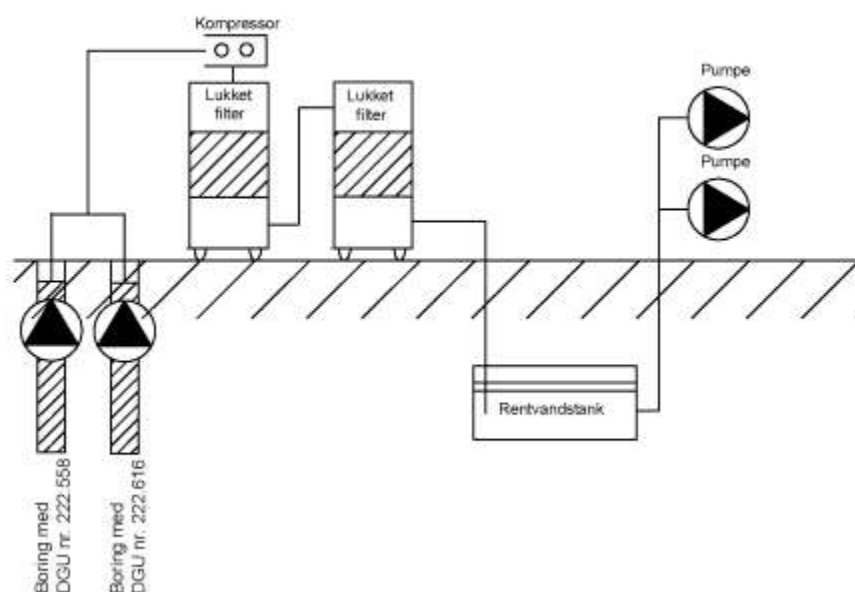 Kompressor
Lukket
filter
Lukket
filter
Pumpe
Pumpe
Rentvandstank
Boring med
DGU nr. 222.558
Boring med
DGU nr. 222.616